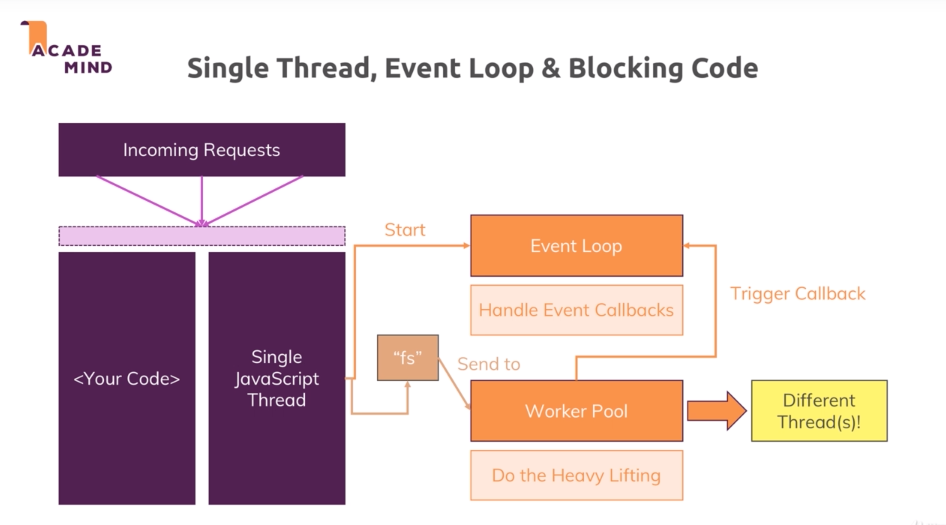 ACADE
MIND
Single Thread, Event Loop & Blocking Code
Incoming Requests
<Your Code>
Single
JavaScript
Thread
Start
Event Loop
Handle Event Callbacks
Trigger Callback
“fs”
Send to
Worker Pool
Different
Thread(s)!
Do the Heavy Lifting